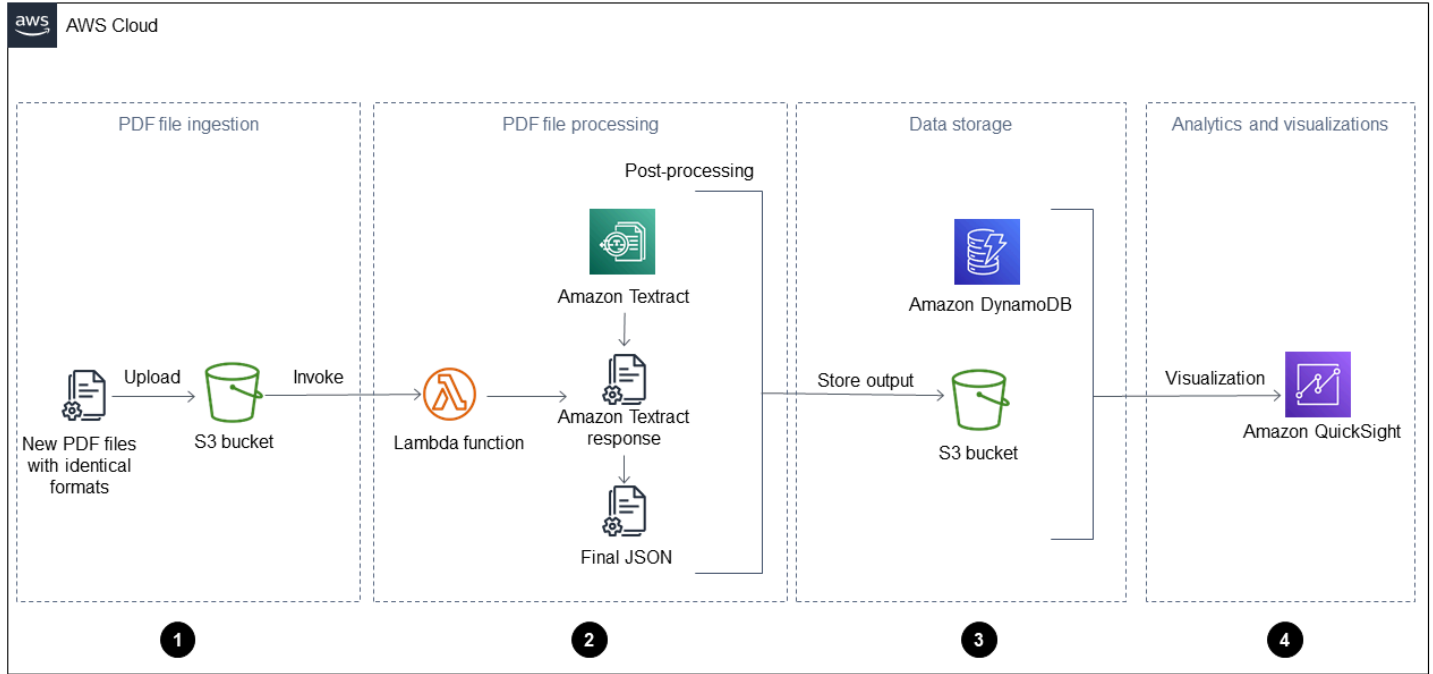 aws
AWS Cloud
PDF file ingestion
New PDF files
with identical
formats
Upload
S3 bucket
Invoke
PDF file processing
Post-processing
Lambda function
Amazon Textract
Amazon Textract
response
Final JSON
Data storage
Store output
Amazon DynamoDB
S3 bucket
Analytics and visualizations
Visualization
Amazon QuickSight
1
2
3
4